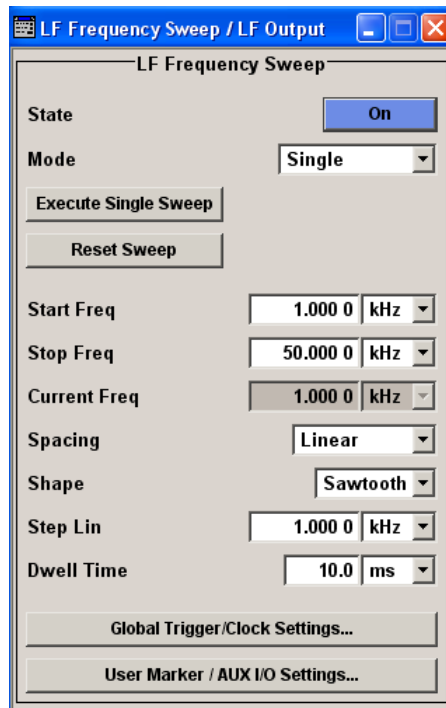 LF Frequency Sweep / LF Output
LF Frequency Sweep
State On
Mode Single
Execute Single Sweep
Reset Sweep
Start Freq 1.000 0 kHz
Stop Freq 50.000 0 kHz
Current Freq 1.000 0 kHz
Spacing Linear
Shape Sawtooth
Step Lin 1.000 0 kHz
Dwell Time 10.0 ms
Global Trigger/Clock Settings...
User Marker / AUX I/O Settings...